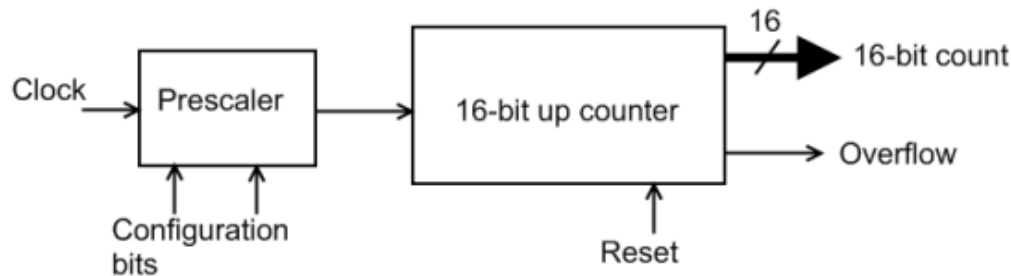 16
16-bit count
Clock
Prescaler
16-bit up counter
Overflow
Configuration
bits
Reset